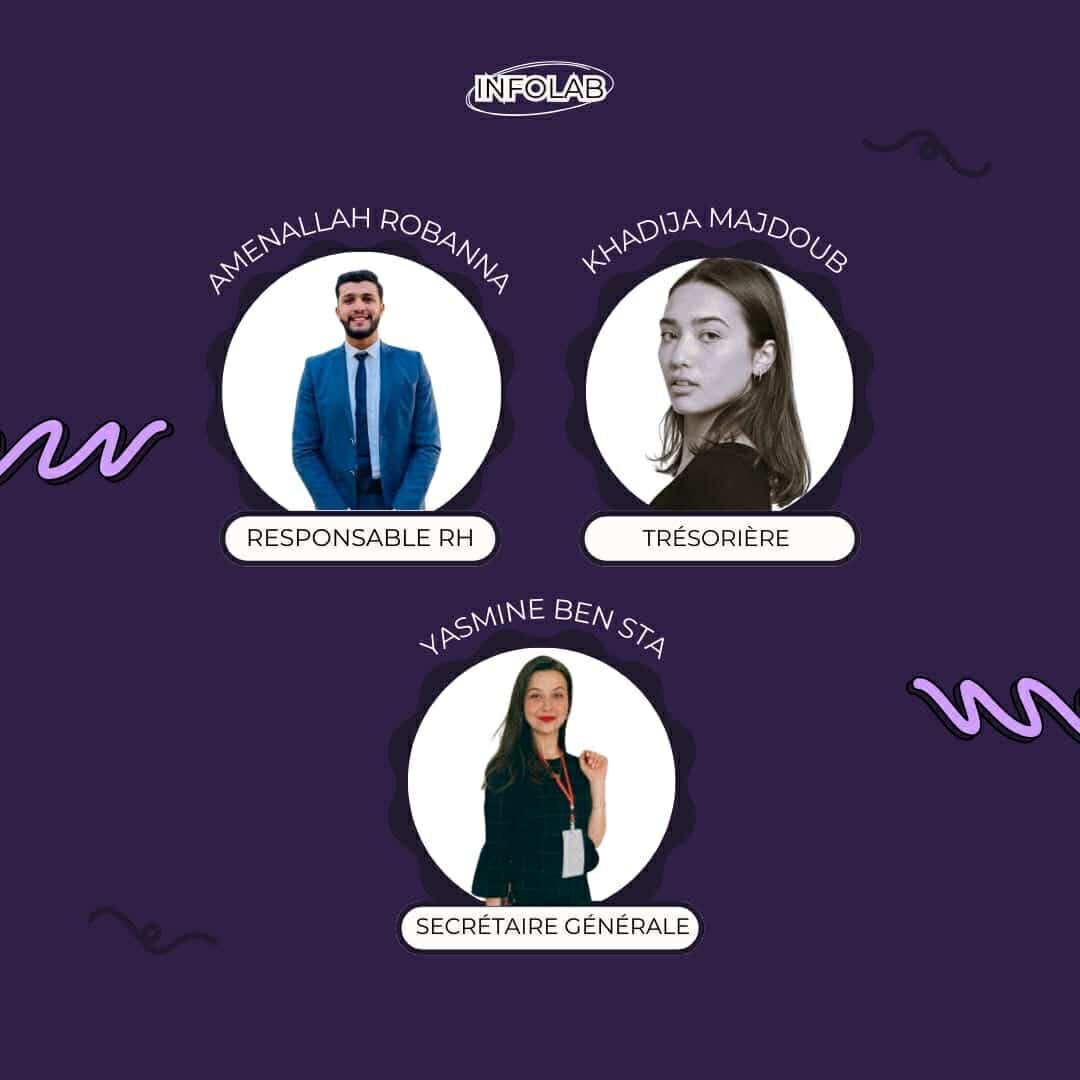 INFOLAB
AMENALLAH ROBANNA
KHADIJA MAJDOUB
RESPONSABLE RH
TRÉSORIÈRE
YASMINE BEN STA
SECRÉTAIRE GÉNÉRALE